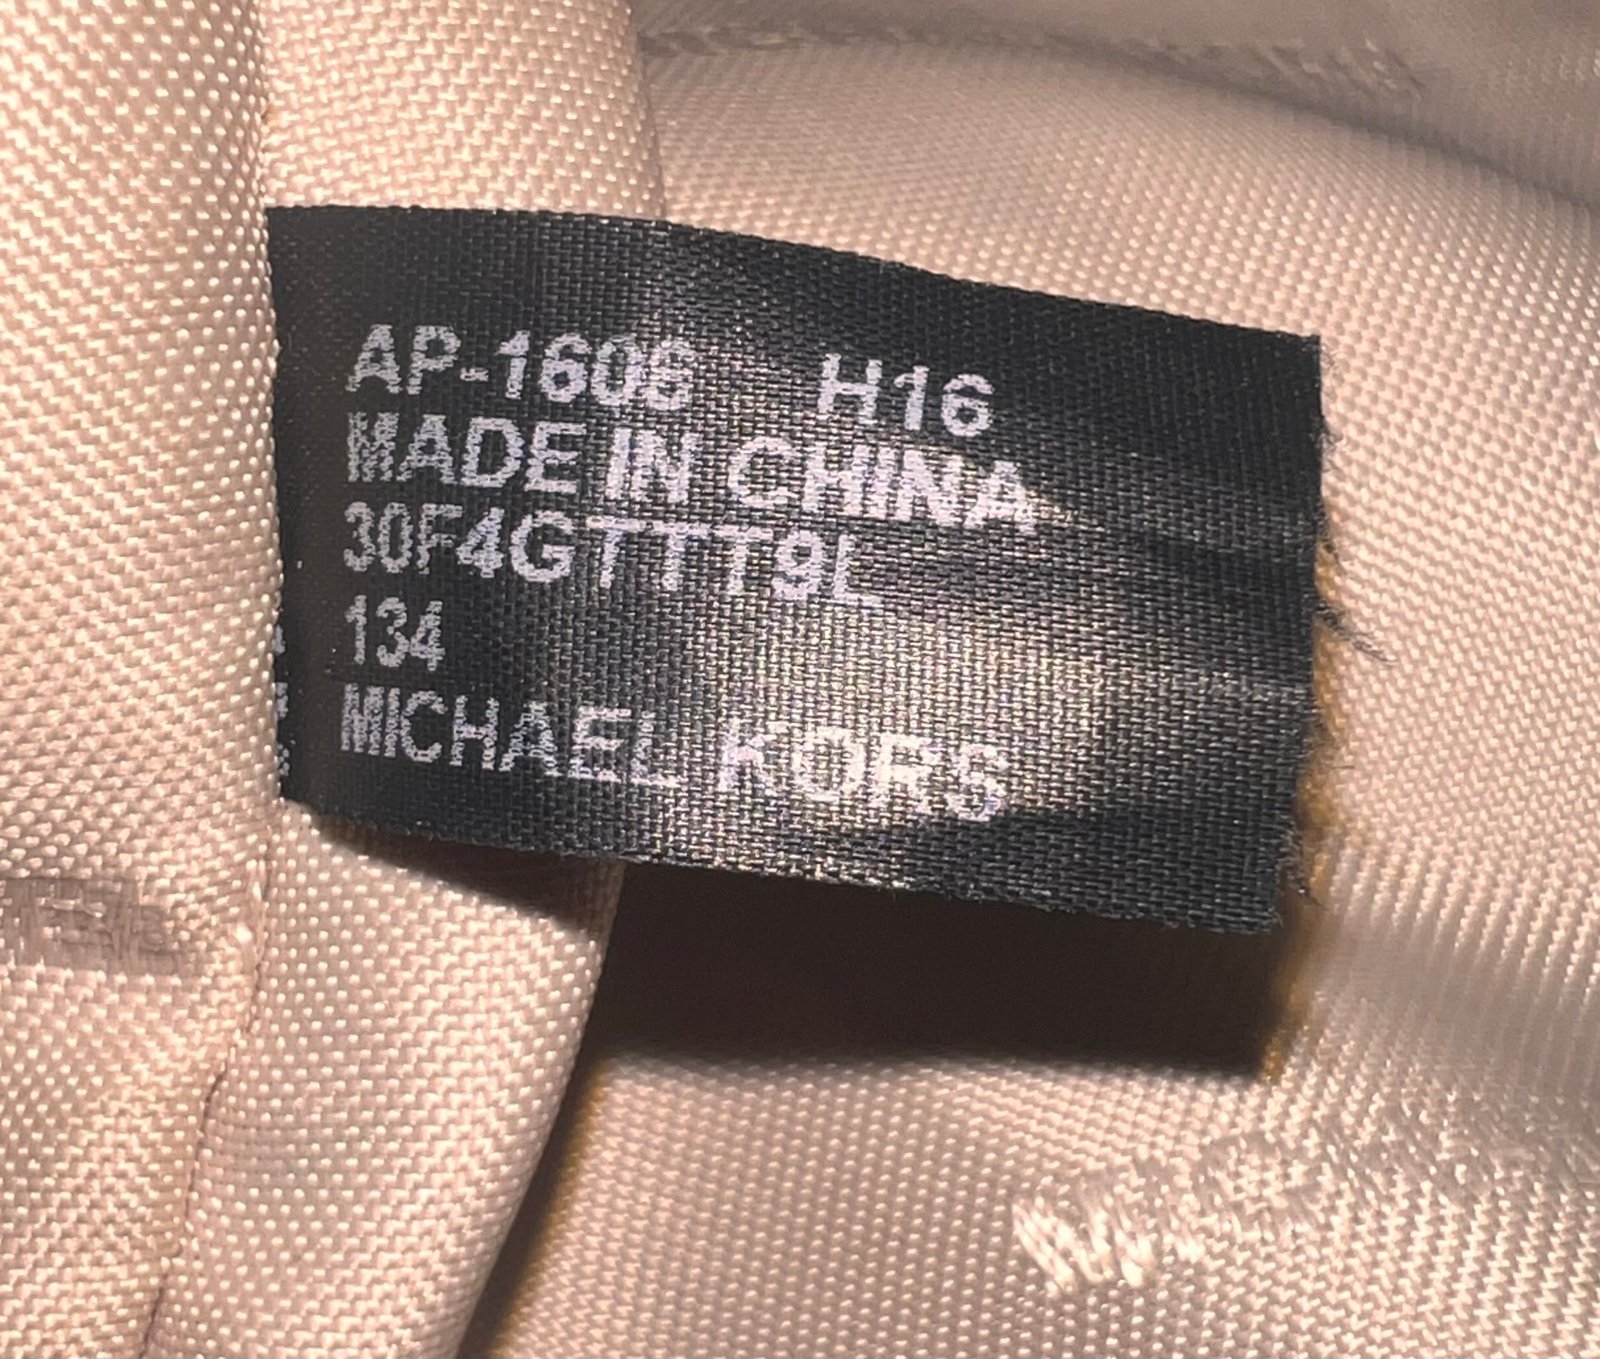 AP-1606 H16
MADE IN CHINA
30F4GTTT9L
134
MICHAEL KORS